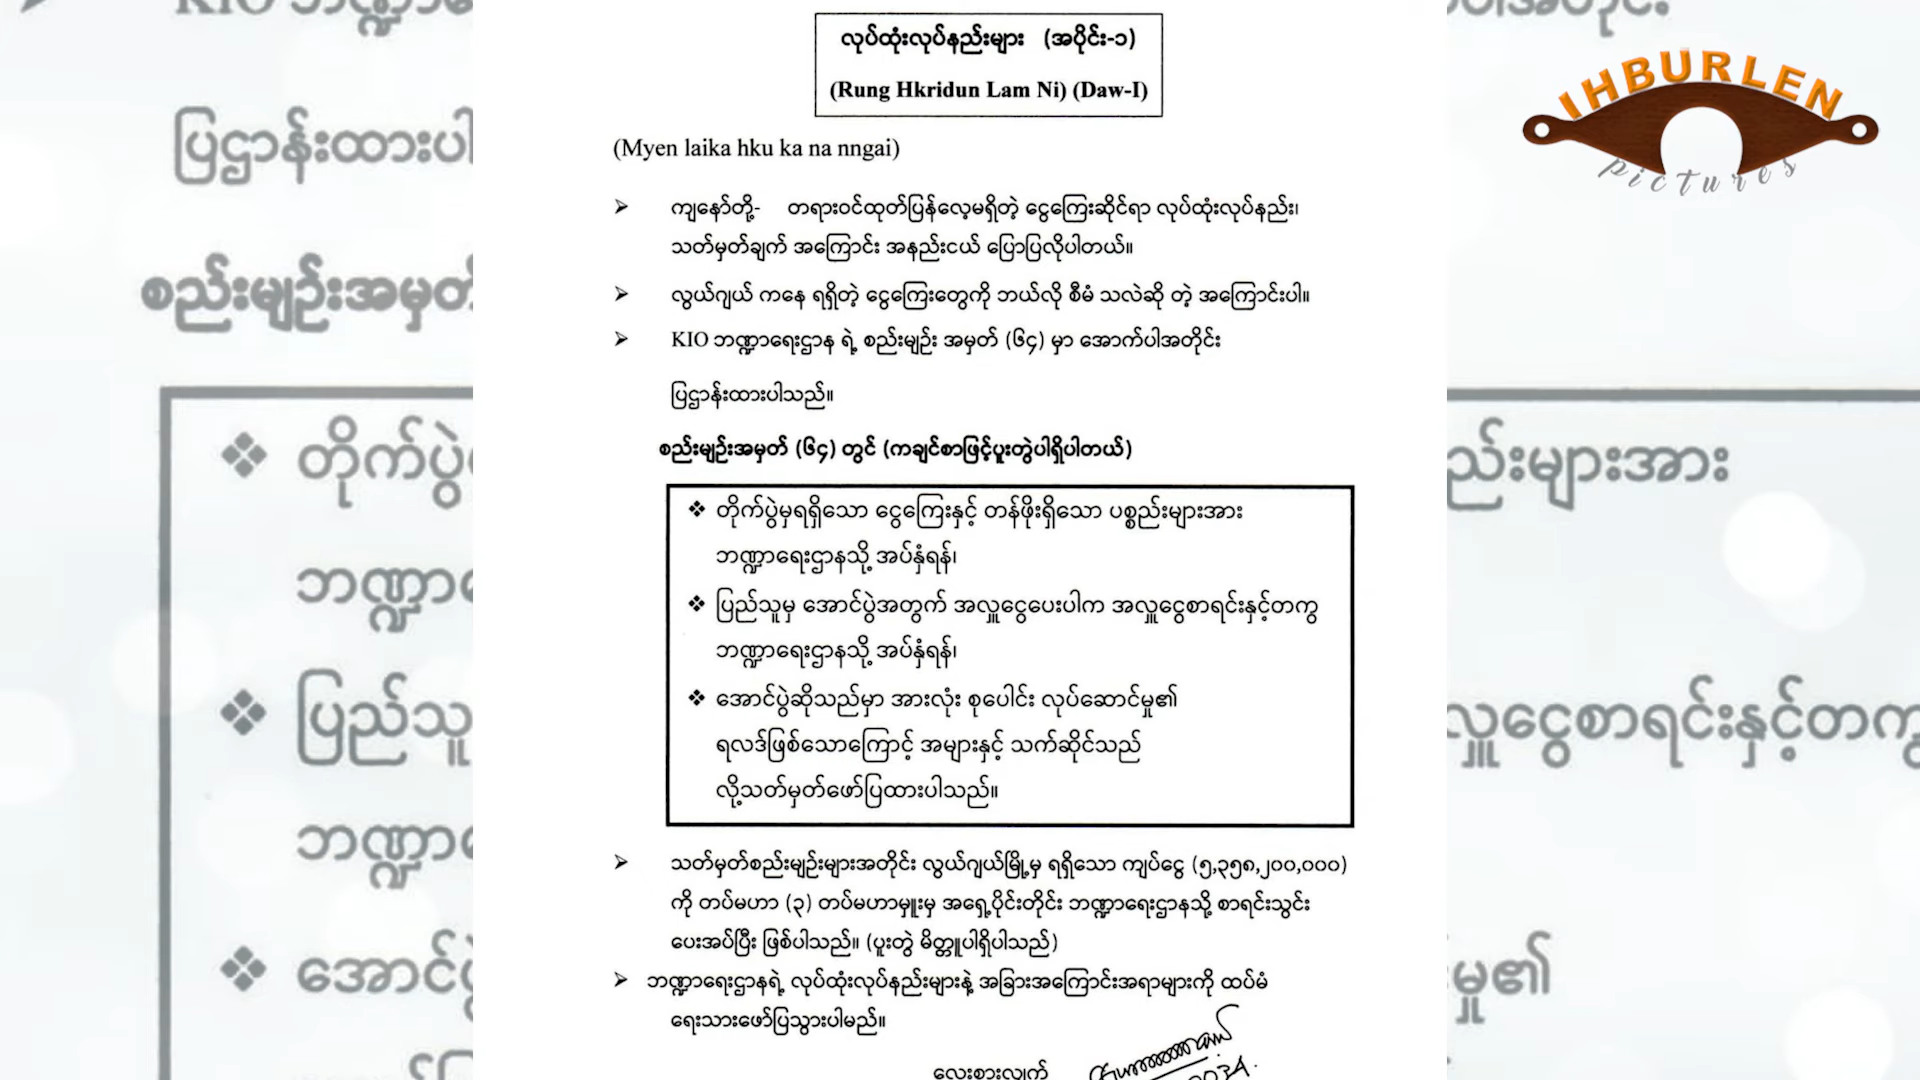 လုပ်ထုံးလုပ်နည်းများ (အပိုင်း-၁)
(Rung Hkridun Lam Ni) (Daw-I)
IHBURLEN
pictures
(Myen laika hku ka na nngai)
➢ ကျနော်တို့- တရားဝင်ထုတ်ပြန်လေ့မရှိတဲ့ ငွေကြေးဆိုင်ရာ လုပ်ထုံးလုပ်နည်း၊
သတ်မှတ်ချက် အကြောင်း အနည်းငယ် ပြောပြလိုပါတယ်။
➢ လွယ်ဂျယ် ကနေ ရရှိတဲ့ ငွေကြေးတွေကို ဘယ်လို စီမံ သလဲဆို တဲ့ အကြောင်းပါ။
➢ KIO ဘဏ္ဍာရေးဌာန ရဲ့ စည်းမျဉ်း အမှတ် (၆၄) မှာ အောက်ပါအတိုင်း
ပြဌာန်းထားပါသည်။
စည်းမျဉ်းအမှတ် (၆၄) တွင် (ကချင်စာဖြင့်ပူးတွဲပါရှိပါတယ်)
❖ တိုက်ပွဲမှရရှိသော ငွေကြေးနှင့် တန်ဖိုးရှိသော ပစ္စည်းများအား
ဘဏ္ဍာရေးဌာနသို့ အပ်နှံရန်၊
❖ ပြည်သူမှ အောင်ပွဲအတွက် အလှူငွေပေးပါက အလှူငွေစာရင်းနှင့်တကွ
ဘဏ္ဍာရေးဌာနသို့ အပ်နှံရန်၊
❖ အောင်ပွဲဆိုသည်မှာ အားလုံး စုပေါင်း လုပ်ဆောင်မှု၏
ရလဒ်ဖြစ်သောကြောင့် အများနှင့် သက်ဆိုင်သည်
လို့သတ်မှတ်ဖော်ပြထားပါသည်။
➢ သတ်မှတ်စည်းမျဉ်းများအတိုင်း လွယ်ဂျယ်မြို့မှ ရရှိသော ကျပ်ငွေ (၅,၃၅၈,၂၀၀,၀၀၀)
ကို တပ်မဟာ (၃) တပ်မဟာမှူးမှ အရှေ့ပိုင်းတိုင်း ဘဏ္ဍာရေးဌာနသို့ စာရင်းသွင်း
ပေးအပ်ပြီး ဖြစ်ပါသည်။ (ပူးတွဲ မိတ္တူပါရှိပါသည်)
➢ ဘဏ္ဍာရေးဌာနရဲ့ လုပ်ထုံးလုပ်နည်းများနဲ့ အခြားအကြောင်းအရာများကို ထပ်မံ
ရေးသားဖော်ပြသွားပါမည်။
လေးစားလျက်